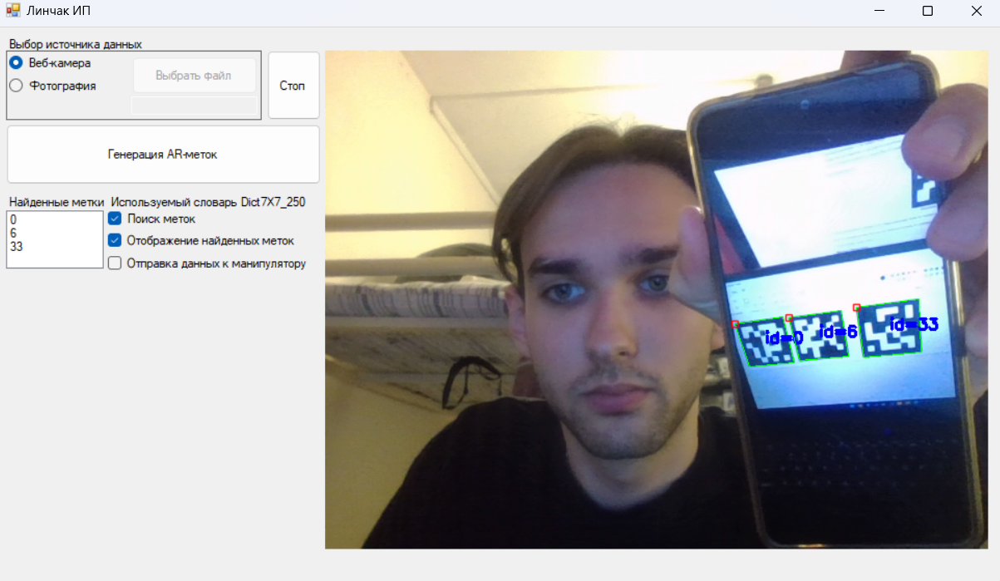 Линчак ИП
Выбор источника данных
Веб-камера
Фотография
Выбрать файл
Стоп
Генерация AR-меток
Найденные метки
Используемый словарь Dict7X7_250
0
6
33
Поиск меток
Отображение найденных меток
Отправка данных к манипулятору
id=0
id=6
id=33